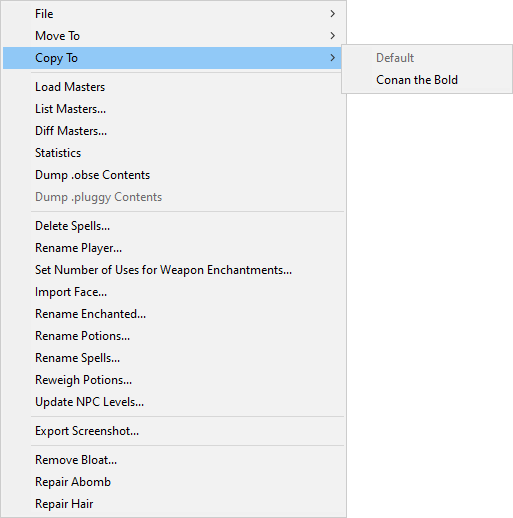 File
Move To
Copy To
Default
Conan the Bold
Load Masters
List Masters...
Diff Masters...
Statistics
Dump .obse Contents
Dump .pluggy Contents
Delete Spells...
Rename Player...
Set Number of Uses for Weapon Enchantments...
Import Face...
Rename Enchanted...
Rename Potions...
Rename Spells...
Reweigh Potions...
Update NPC Levels...
Export Screenshot...
Remove Bloat...
Repair Abomb
Repair Hair